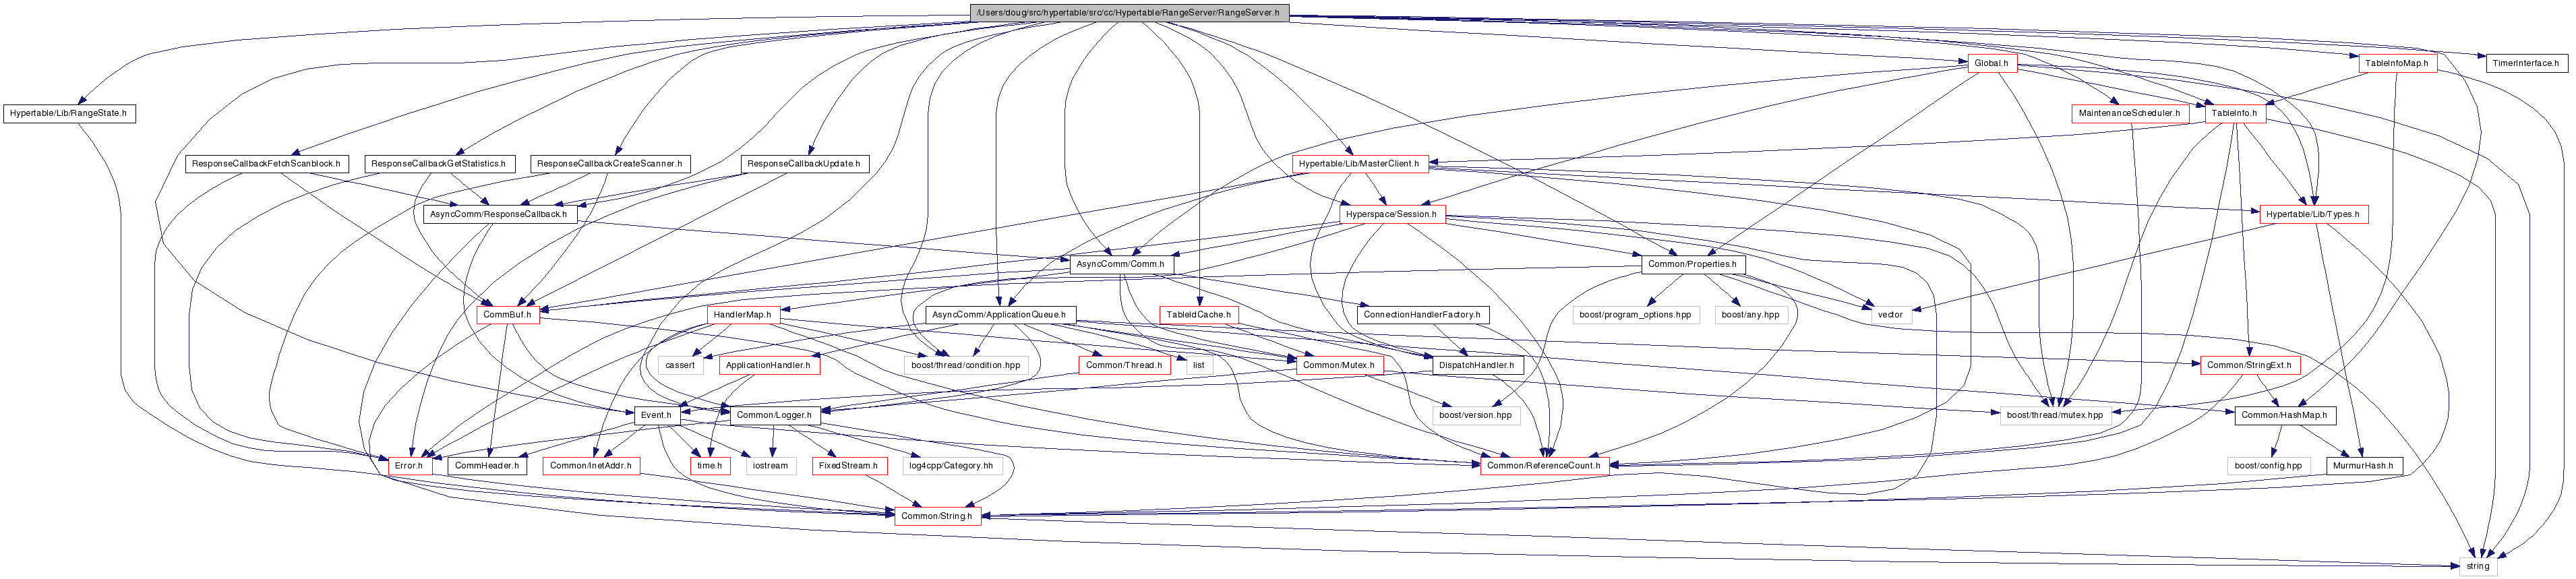 /Users/doug/src/hypertable/src/cc/Hypertable/RangeServer/RangeServer.h
Global.h
TableInfoMap.h
TimerInterface.h
Hypertable/Lib/RangeState.h
MaintenanceScheduler.h
TableInfo.h
ResponseCallbackFetchScanblock.h
ResponseCallbackGetStatistics.h
ResponseCallbackCreateScanner.h
ResponseCallbackUpdate.h
Hypertable/Lib/MasterClient.h
AsyncComm/ResponseCallback.h
Hyperspace/Session.h
Hypertable/Lib/Types.h
AsyncComm/Comm.h
Common/Properties.h
CommBuf.h
HandlerMap.h
AsyncComm/ApplicationQueue.h
TableIdCache.h
ConnectionHandlerFactory.h
boost/program_options.hpp
boost/any.hpp
vector
cassert
ApplicationHandler.h
boost/thread/condition.hpp
Common/Thread.h
list
Common/Mutex.h
DispatchHandler.h
Common/StringExt.h
Event.h
Common/Logger.h
boost/version.hpp
boost/thread/mutex.hpp
Common/HashMap.h
Error.h
CommHeader.h
Common/InetAddr.h
time.h
iostream
FixedStream.h
log4cpp/Category.hh
Common/ReferenceCount.h
boost/config.hpp
MurmurHash.h
Common/String.h
string